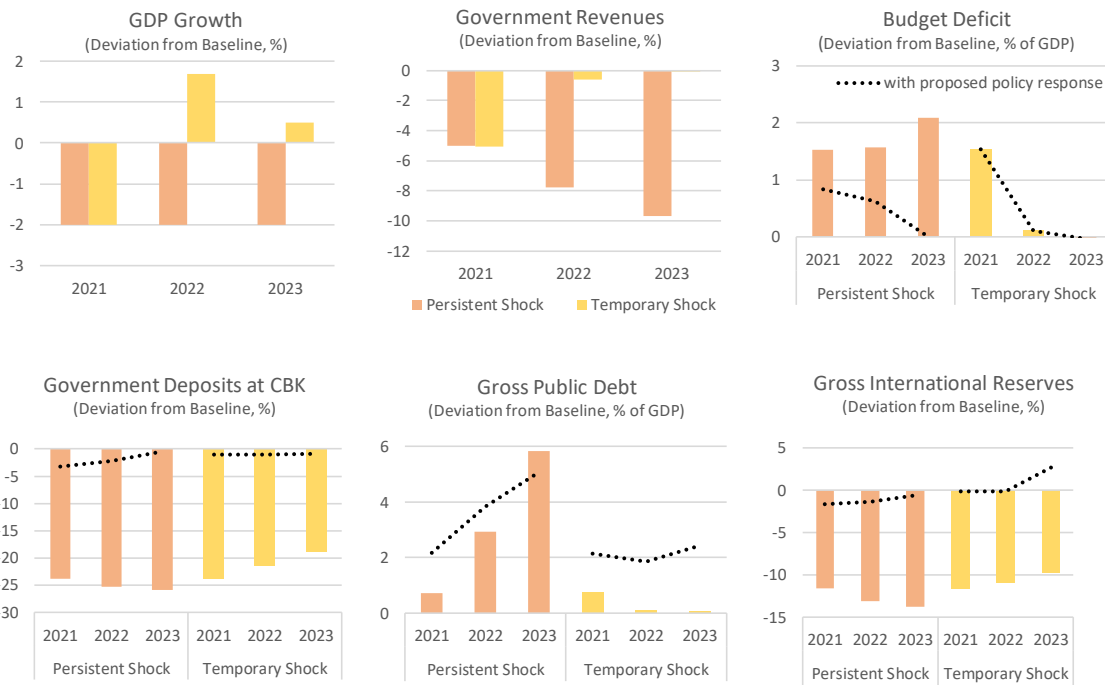 GDP Growth
(Deviation from Baseline, %)
2
1
0
-1
-2
-3
2021 2022 2023
Government Revenues
(Deviation from Baseline, %)
0
-2
-4
-6
-8
-10
-12
2021 2022 2023
Persistent Shock Temporary Shock
Budget Deficit
(Deviation from Baseline, % of GDP)
3
with proposed policy response
2
1
0
2021 2022 2023 2021 2022 2023
Persistent Shock Temporary Shock
Government Deposits at CBK
(Deviation from Baseline, %)
0
-5
-10
-15
-20
-25
-30
2021 2022 2023 2021 2022 2023
Persistent Shock Temporary Shock
Gross Public Debt
(Deviation from Baseline, % of GDP)
6
4
2
0
2021 2022 2023 2021 2022 2023
Persistent Shock Temporary Shock
Gross International Reserves
(Deviation from Baseline, %)
5
0
-5
-10
-15
2021 2022 2023 2021 2022 2023
Persistent Shock Temporary Shock